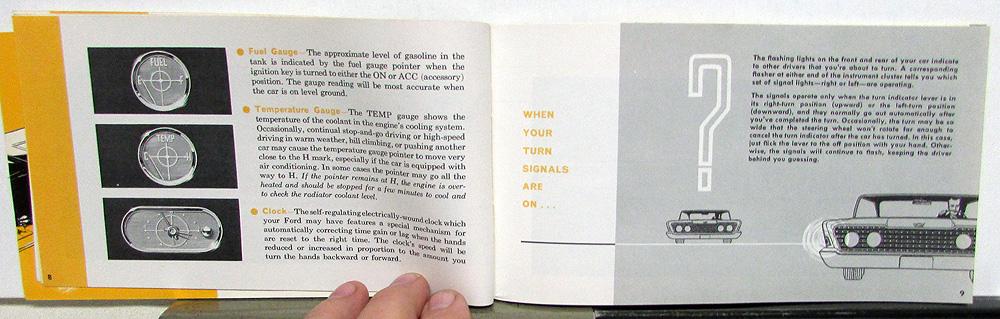 FUEL
● Fuel Gauge—The approximate level of gasoline in the
tank is indicated by the fuel gauge pointer when the
ignition key is turned to either the ON or ACC (accessory)
position. The gauge reading will be most accurate when
the car is on level ground.
TEMP
● Temperature Gauge—The TEMP gauge shows the
temperature of the coolant in the engine's cooling system.
Occasionally, continual stop-and-go driving or high-speed
driving in warm weather, hill climbing, or pushing another
car may cause the temperature gauge pointer to move very
close to the H mark, especially if the car is equipped with
air conditioning. In some cases the pointer may go all the
way to H. If the pointer remains at H, the engine is over-
heated and should be stopped for a few minutes to cool and
to check the radiator coolant level.
● Clock—The self-regulating electrically-wound clock which
your Ford may have features a special mechanism for
automatically correcting time gain or lag when the hands
are reset to the right time. The clock's speed will be
reduced or increased in proportion to the amount you
turn the hands backward or forward.
8
WHEN
YOUR
TURN
SIGNALS
ARE
ON . . .
?
The flashing lights on the front and rear of your car indicate
to other drivers that you're about to turn. A corresponding
flasher at either end of the instrument cluster tells you which
set of signal lights—right or left—are operating.
The signals operate only when the turn indicator lever is in
its right-turn position (upward) or the left-turn position
(downward), and they normally go out automatically after
you've completed the turn. Occasionally, the turn may be so
wide that the steering wheel won't rotate far enough to
cancel the turn indicator after the car has turned. In this case,
just flick the lever to the off position with your hand. Other-
wise, the signals will continue to flash, keeping the driver
behind you guessing.
9